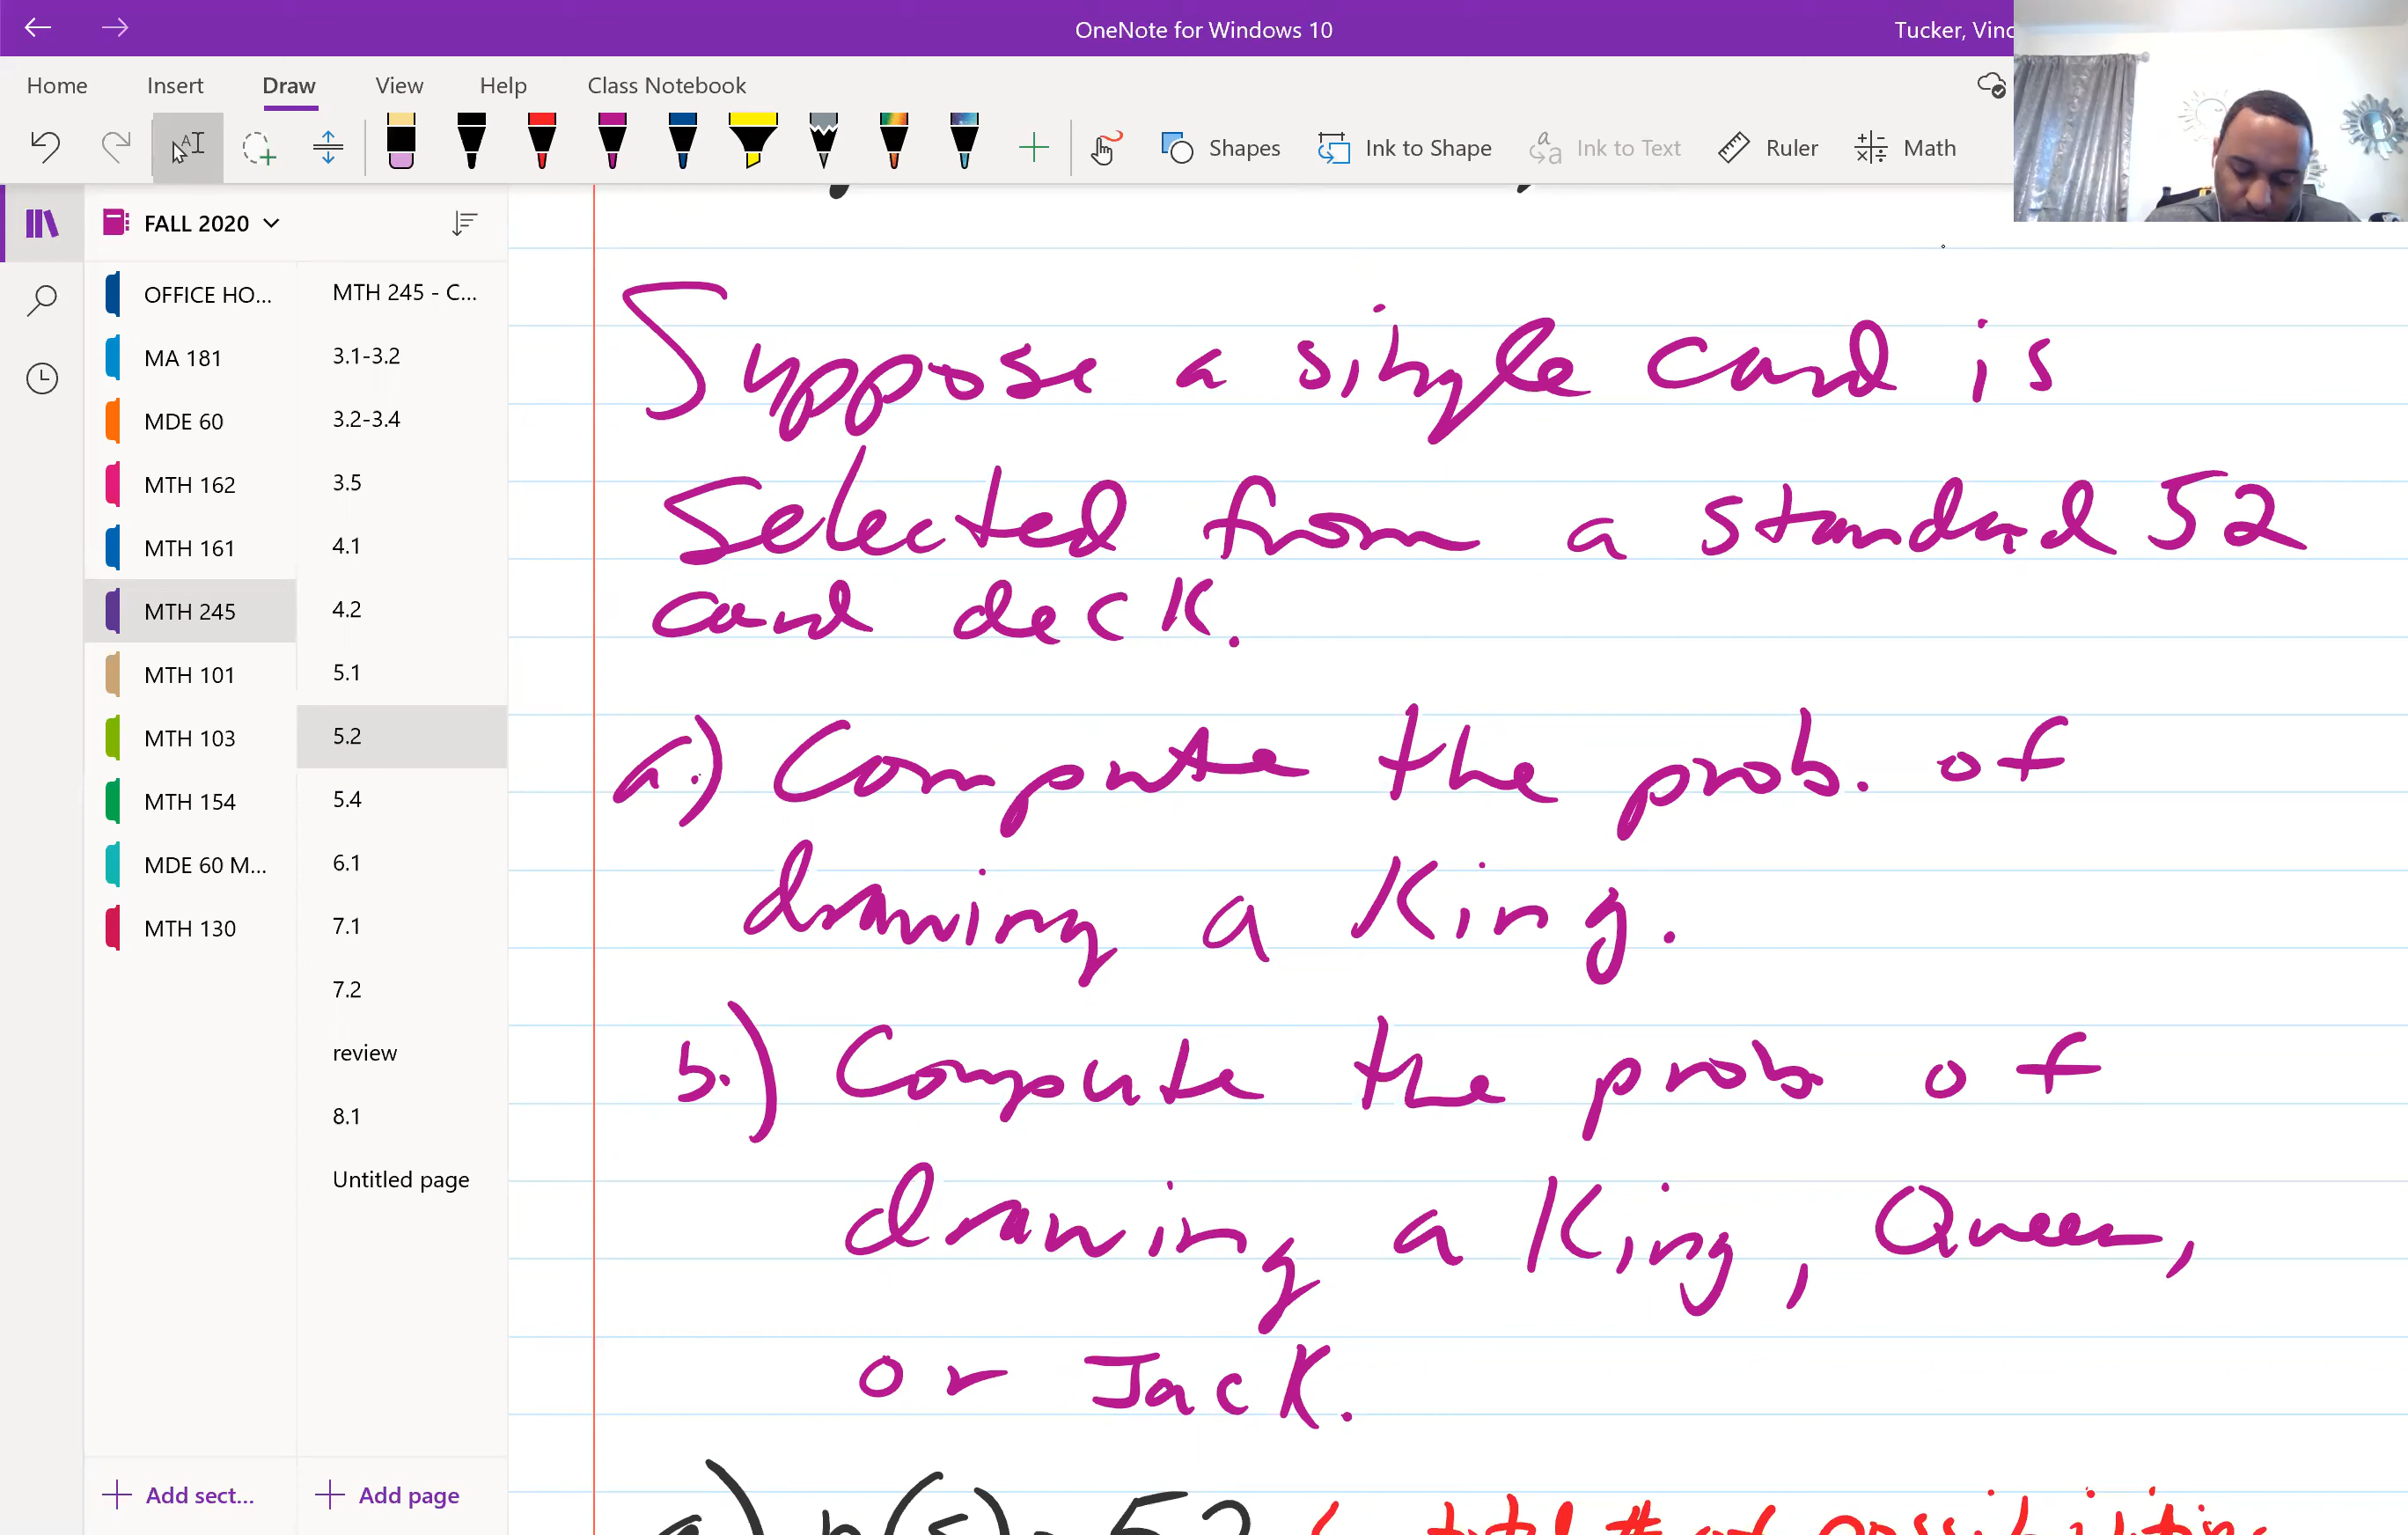 OneNote for Windows 10
Tucker, Vinc
Home Insert Draw View Help Class Notebook
Shapes Ink to Shape Ink to Text Ruler Math
FALL 2020
OFFICE HO...
MA 181
MDE 60
MTH 162
MTH 161
MTH 245
MTH 101
MTH 103
MTH 154
MDE 60 M...
MTH 130
Add sect...
MTH 245 - C...
3.1-3.2
3.2-3.4
3.5
4.1
4.2
5.1
5.2
5.4
6.1
7.1
7.2
review
8.1
Untitled page
Add page
Suppose a single card is
selected from a standard 52
card deck.
a.) Compute the prob. of
drawing a King.
b.) Compute the prob of
drawing a King, Queen,
or Jack.
a) n(s) = 52 ( total # of possibilities